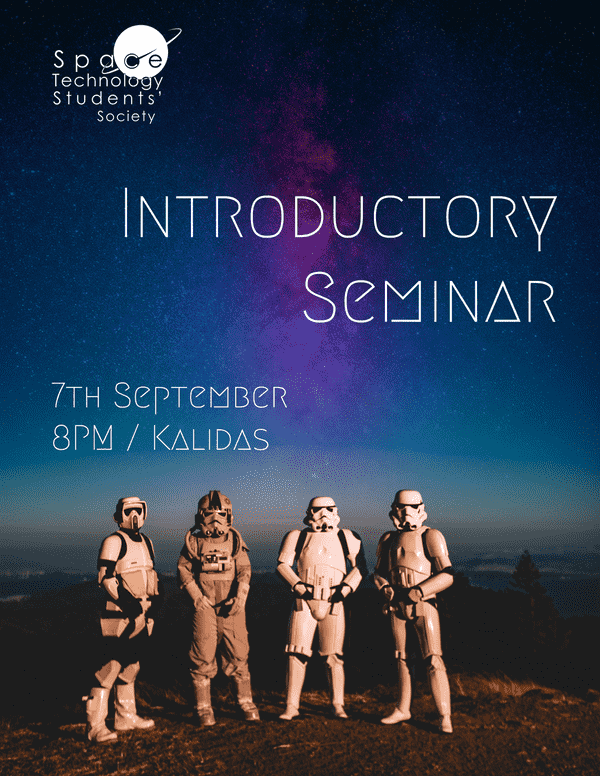 Space
Technology
Students'
Society
Introductory
Seminar
7th September
8PM / Kalidas